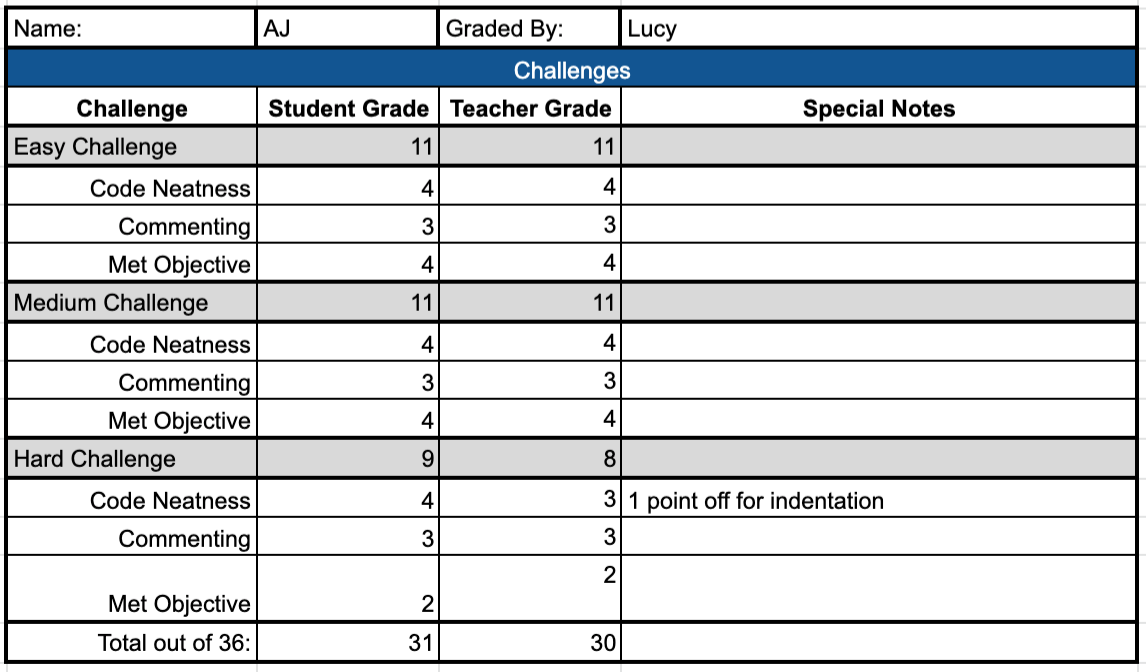 Name: AJ Graded By: Lucy
Challenges
Challenge Student Grade Teacher Grade Special Notes
Easy Challenge 11 11
Code Neatness 4 4
Commenting 3 3
Met Objective 4 4
Medium Challenge 11 11
Code Neatness 4 4
Commenting 3 3
Met Objective 4 4
Hard Challenge 9 8
Code Neatness 4 3 1 point off for indentation
Commenting 3 3
Met Objective 2 2
Total out of 36: 31 30